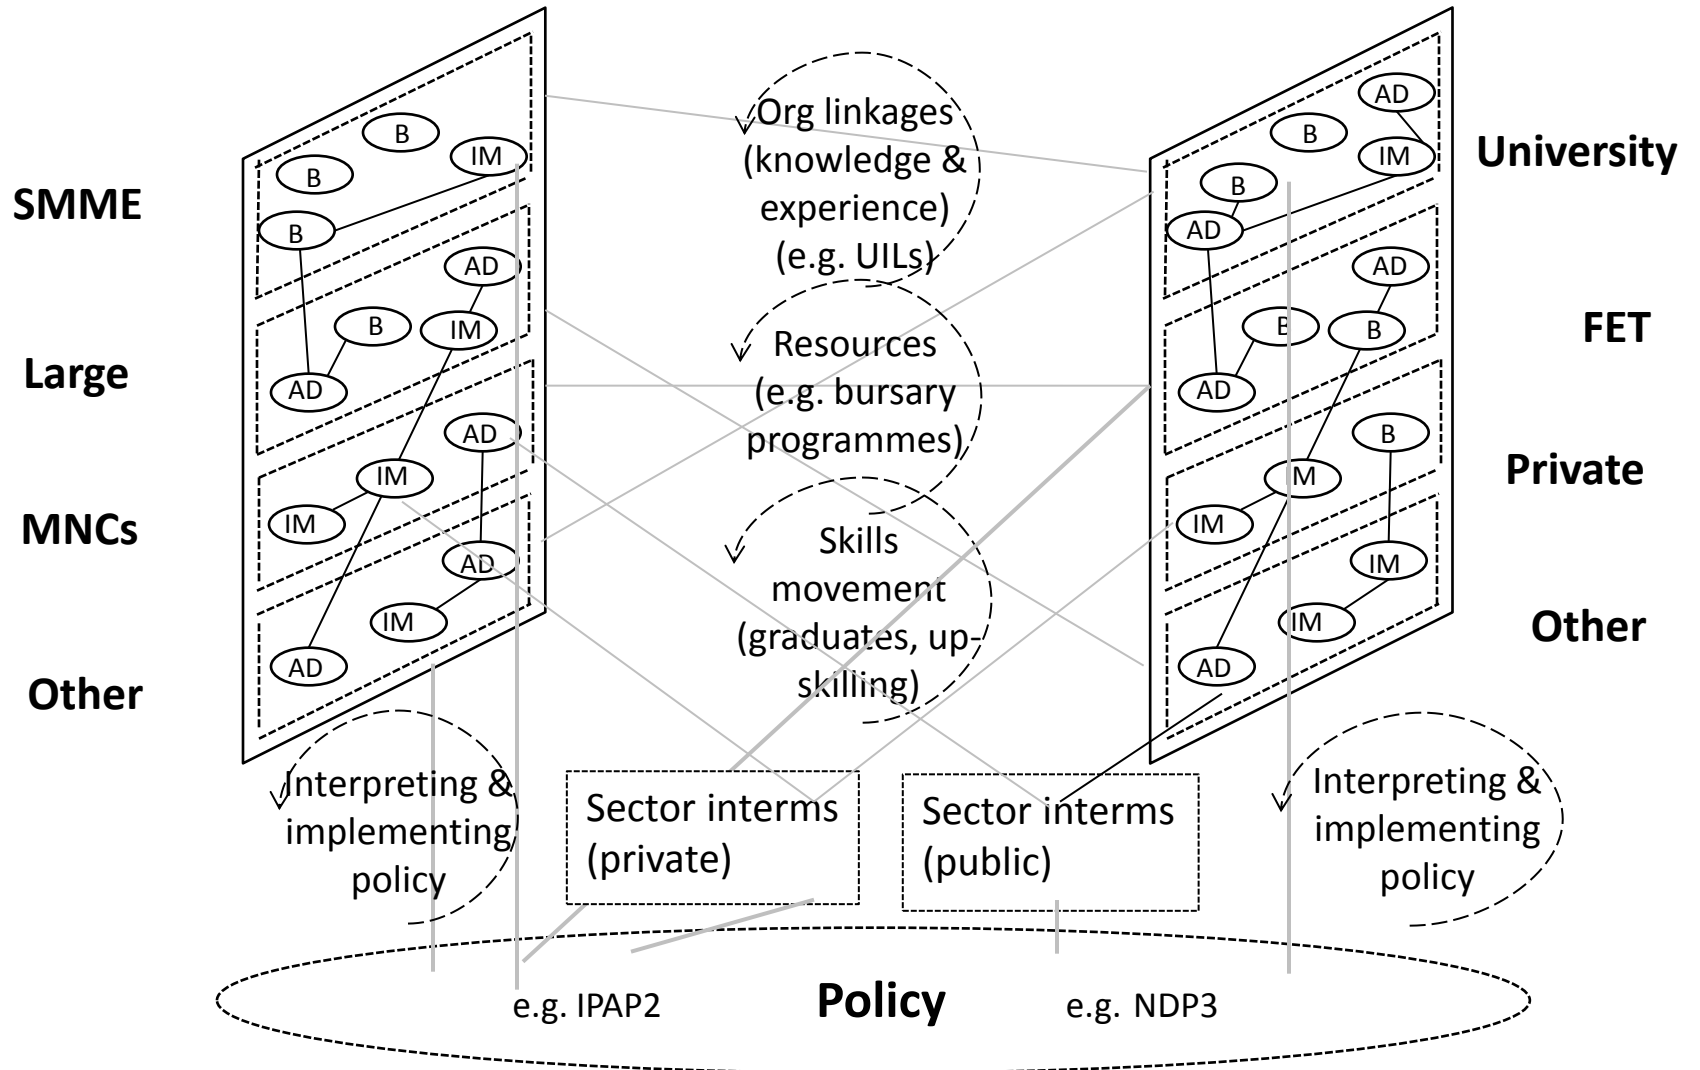 SMME
Large
MNCs
Other
B
B
IM
B
AD
B
IM
AD
AD
IM
IM
AD
IM
AD
Org linkages
(knowledge &
experience)
(e.g. UILs)
Resources
(e.g. bursary
programmes)
Skills
movement
(graduates, up-
skilling)
AD
B
IM
B
AD
AD
B
B
AD
B
IM
IM
IM
IM
AD
University
FET
Private
Other
Interpreting &
implementing
policy
Sector interms
(private)
Sector interms
(public)
Interpreting &
implementing
policy
e.g. IPAP2
Policy
e.g. NDP3